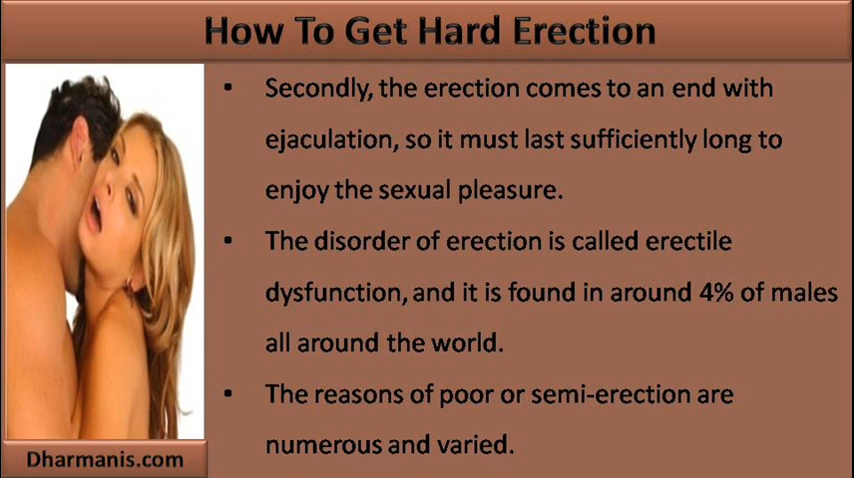 How To Get Hard Erection
• Secondly, the erection comes to an end with
ejaculation, so it must last sufficiently long to
enjoy the sexual pleasure.
• The disorder of erection is called erectile
dysfunction, and it is found in around 4% of males
all around the world.
• The reasons of poor or semi-erection are
numerous and varied.
Dharmanis.com